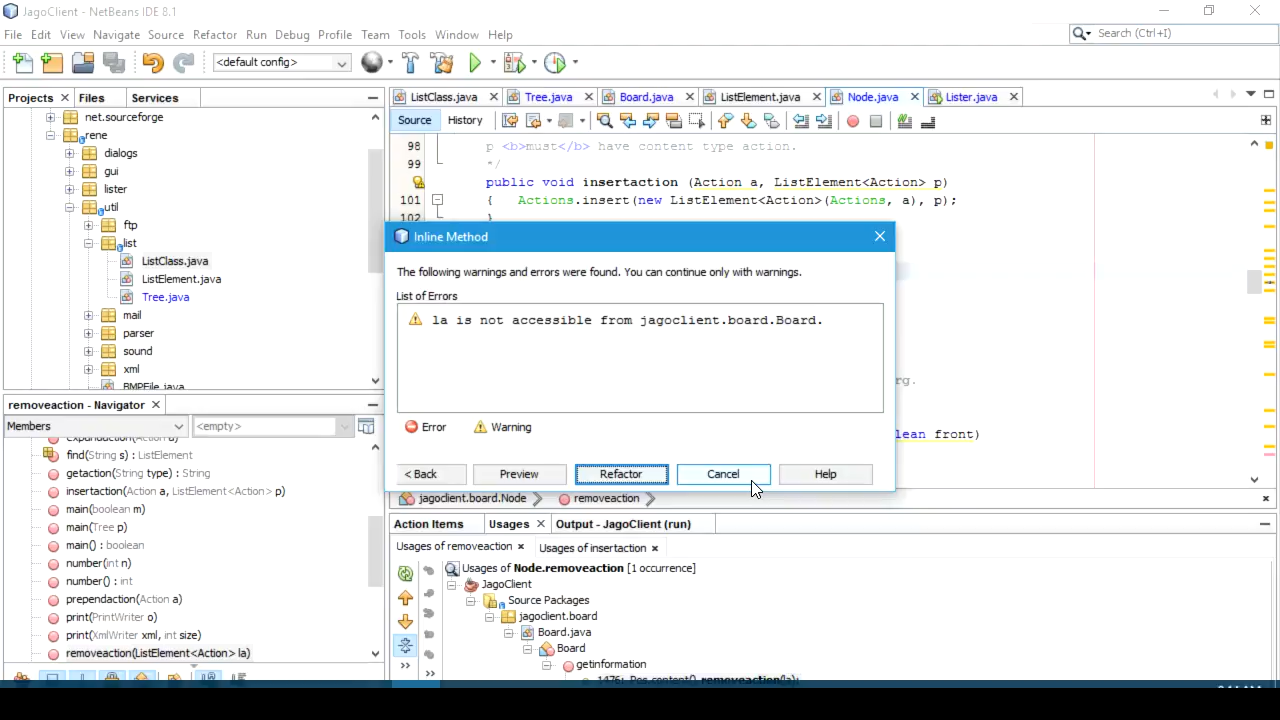 JagoClient - NetBeans IDE 8.1
File Edit View Navigate Source Refactor Run Debug Profile Team Tools Window Help
Search (Ctrl+I)
<default config>
Projects Files Services
net.sourceforge
rene
dialogs
gui
lister
util
ftp
list
ListClass.java
ListElement.java
Tree.java
mail
parser
sound
xml
BMPFile.java
removeaction - Navigator
Members <empty>
expandaction(Action a)
find(String s) : ListElement
getaction(String type) : String
insertaction(Action a, ListElement<Action> p)
main(boolean m)
main(Tree p)
main() : boolean
number(int n)
number() : int
prependaction(Action a)
print(PrintWriter o)
print(XmlWriter xml, int size)
removeaction(ListElement<Action> la)
ListClass.java Tree.java Board.java ListElement.java Node.java Lister.java
Source History
98 p <b>must</b> have content type action.
99 */
public void insertaction (Action a, ListElement<Action> p)
101 { Actions.insert(new ListElement<Action>(Actions, a), p);
102 }
rg.
lean front)
Inline Method
The following warnings and errors were found. You can continue only with warnings.
List of Errors
la is not accessible from jagoclient.board.Board.
Error Warning
< Back Preview Refactor Cancel Help
jagoclient.board.Node removeaction
Action Items Usages Output - JagoClient (run)
Usages of removeaction Usages of insertaction
Usages of Node.removeaction [1 occurrence]
JagoClient
Source Packages
jagoclient.board
Board.java
Board
getinformation
1476: Pos.content().removeaction(la);